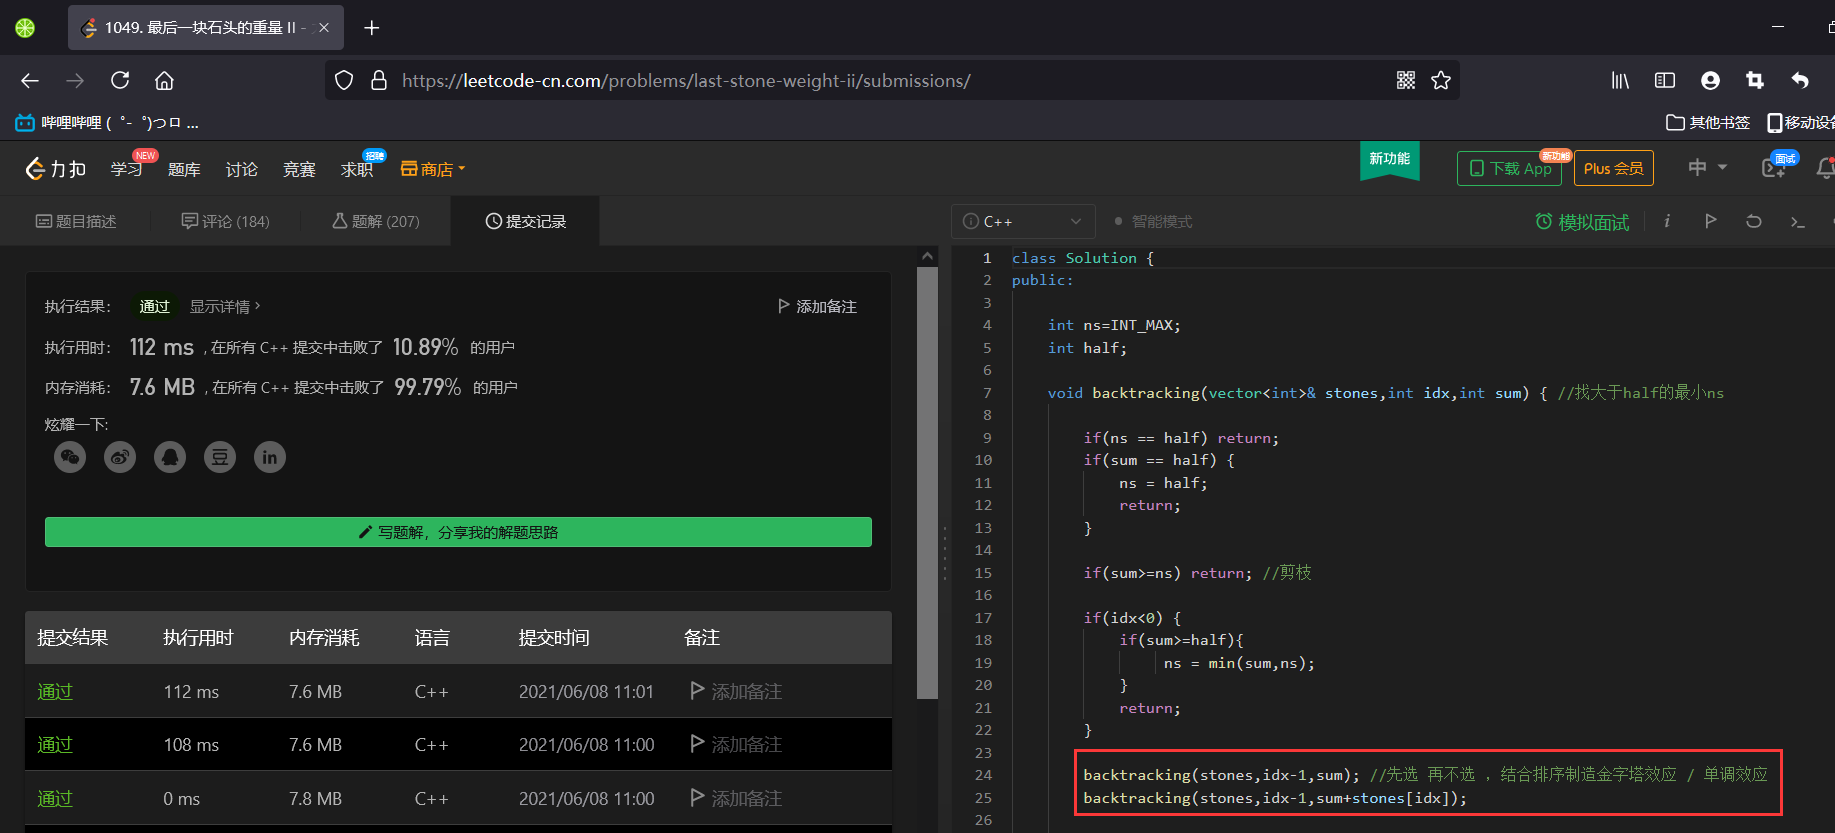 1049. 最后一块石头的重量 II -
https://leetcode-cn.com/problems/last-stone-weight-ii/submissions/
哔哩哔哩 ( ゜- ゜)つロ ...
其他书签
移动设备
力扣
学习
NEW
题库
讨论
竞赛
求职
招聘
商店
新功能
下载 App
新功能
Plus 会员
中
面试
题目描述
评论 (184)
题解 (207)
提交记录
C++
智能模式
模拟面试
执行结果：
通过
显示详情 >
添加备注
执行用时：
112 ms
, 在所有 C++ 提交中击败了
10.89%
的用户
内存消耗：
7.6 MB
, 在所有 C++ 提交中击败了
99.79%
的用户
炫耀一下:
写题解，分享我的解题思路
提交结果 执行用时 内存消耗 语言 提交时间 备注
通过 112 ms 7.6 MB C++ 2021/06/08 11:01 添加备注
通过 108 ms 7.6 MB C++ 2021/06/08 11:00 添加备注
通过 0 ms 7.8 MB C++ 2021/06/08 11:00 添加备注
1 class Solution {
2 public:
3
4 int ns=INT_MAX;
5 int half;
6
7 void backtracking(vector<int>& stones,int idx,int sum) { //找大于half的最小ns
8
9 if(ns == half) return;
10 if(sum == half) {
11 ns = half;
12 return;
13 }
14
15 if(sum>=ns) return; //剪枝
16
17 if(idx<0) {
18 if(sum>=half){
19 ns = min(sum,ns);
20 }
21 return;
22 }
23
24 backtracking(stones,idx-1,sum); //先选 再不选 ，结合排序制造金字塔效应 / 单调效应
25 backtracking(stones,idx-1,sum+stones[idx]);
26